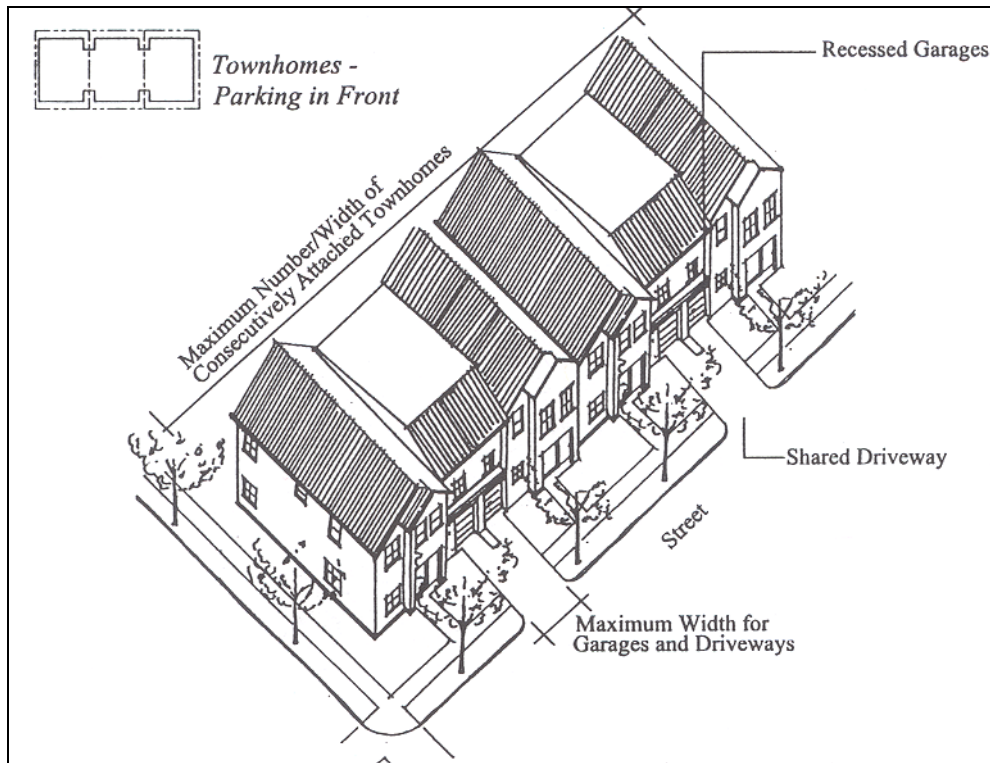 Townhomes -
Parking in Front
Recessed Garages
Maximum Number/Width of
Consecutively Attached Townhomes
Shared Driveway
Street
Maximum Width for
Garages and Driveways